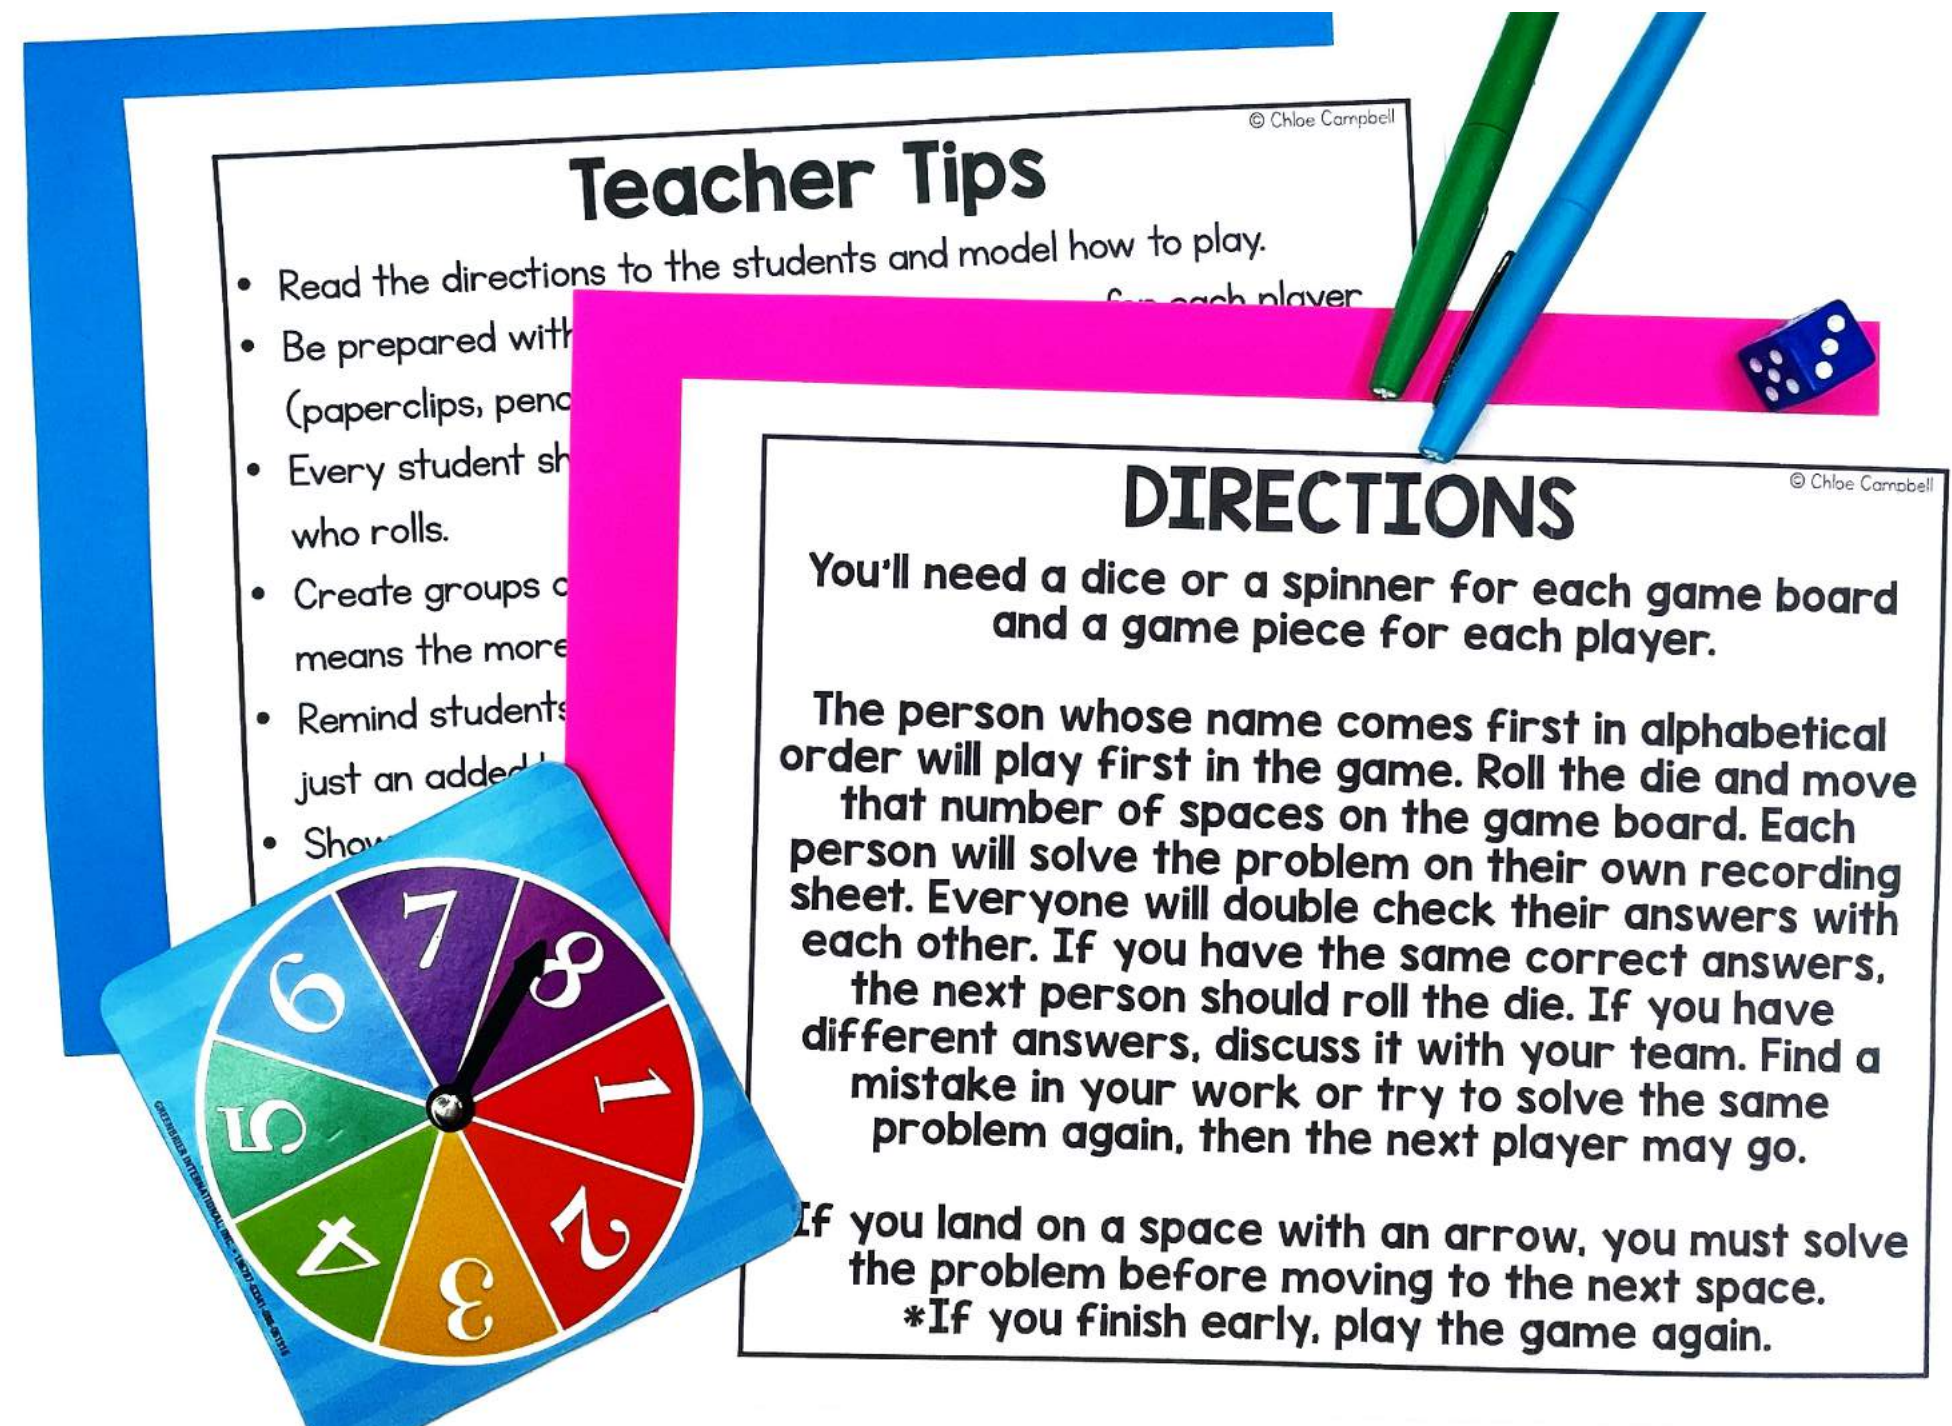 © Chloe Campbell
Teacher Tips
• Read the directions to the students and model how to play.
• Be prepared with for each player
(paperclips, penc
• Every student sh
who rolls.
• Create groups
means the more
• Remind students
just an added
• Show
© Chloe Campbell
DIRECTIONS
You'll need a dice or a spinner for each game board
and a game piece for each player.
The person whose name comes first in alphabetical
order will play first in the game. Roll the die and move
that number of spaces on the game board. Each
person will solve the problem on their own recording
sheet. Everyone will double check their answers with
each other. If you have the same correct answers,
the next person should roll the die. If you have
different answers, discuss it with your team. Find a
mistake in your work or try to solve the same
problem again, then the next player may go.
If you land on a space with an arrow, you must solve
the problem before moving to the next space.
*If you finish early, play the game again.
1
2
3
4
5
6
7
8
GREENBRIER INTERNATIONAL, INC.